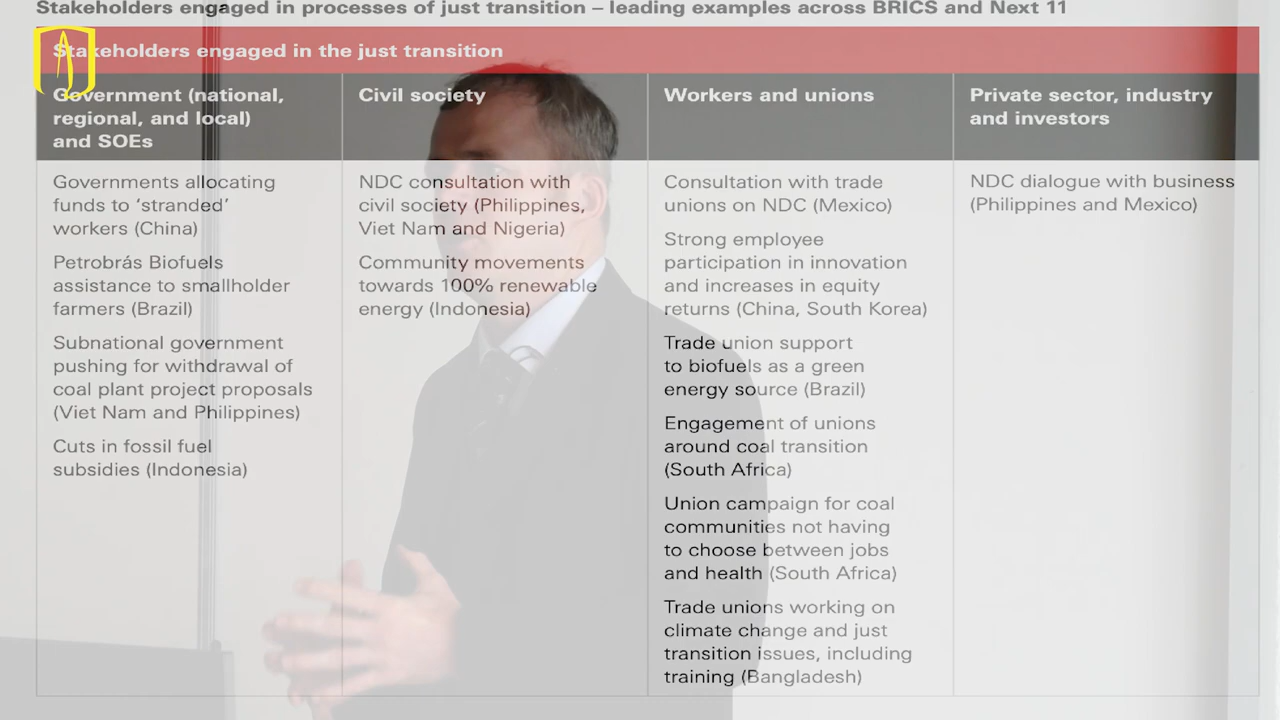 Stakeholders engaged in processes of just transition – leading examples across BRICS and Next 11
Stakeholders engaged in the just transition
Government (national,
regional, and local)
and SOEs
Governments allocating
funds to ‘stranded’
workers (China)
Petrobrás Biofuels
assistance to smallholder
farmers (Brazil)
Subnational government
pushing for withdrawal of
coal plant project proposals
(Viet Nam and Philippines)
Cuts in fossil fuel
subsidies (Indonesia)
Civil society
NDC consultation with
civil society (Philippines,
Viet Nam and Nigeria)
Community movements
towards 100% renewable
energy (Indonesia)
Workers and unions
Consultation with trade
unions on NDC (Mexico)
Strong employee
participation in innovation
and increases in equity
returns (China, South Korea)
Trade union support
to biofuels as a green
energy source (Brazil)
Engagement of unions
around coal transition
(South Africa)
Union campaign for coal
communities not having
to choose between jobs
and health (South Africa)
Trade unions working on
climate change and just
transition issues, including
training (Bangladesh)
Private sector, industry
and investors
NDC dialogue with business
(Philippines and Mexico)